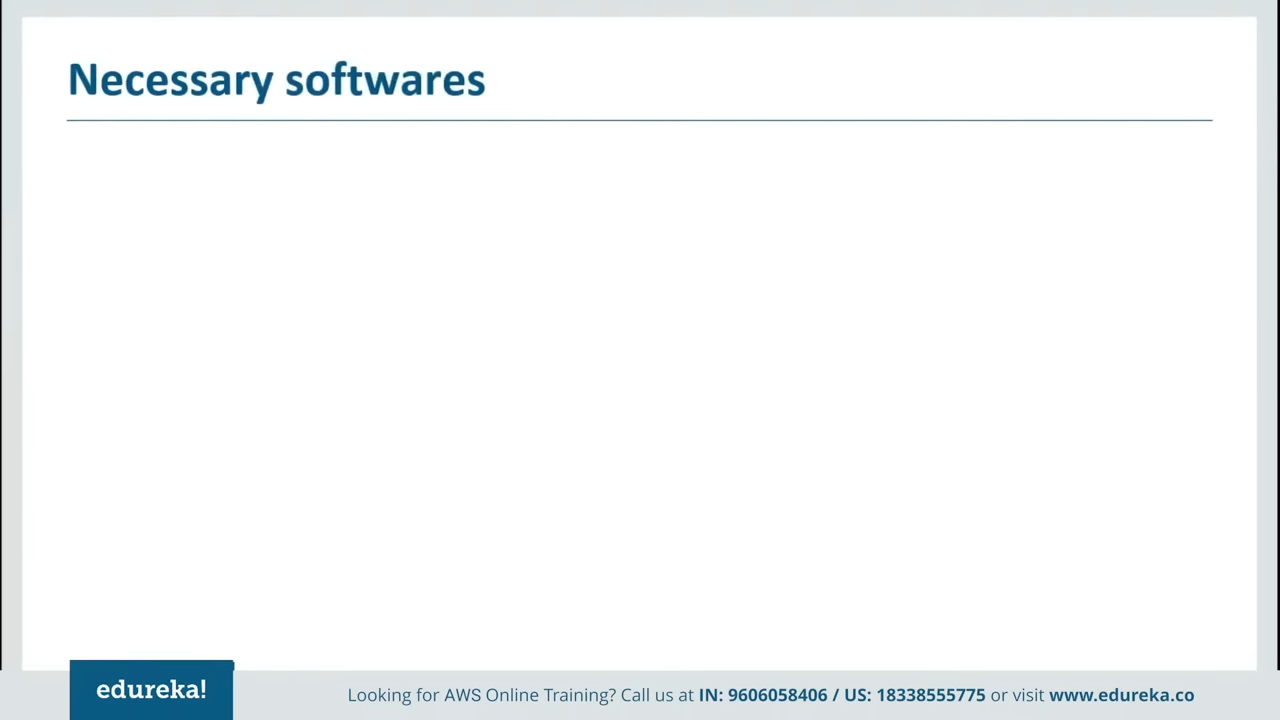 Necessary softwares
edureka!
Looking for AWS Online Training? Call us at IN: 9606058406 / US: 18338555775 or visit www.edureka.co